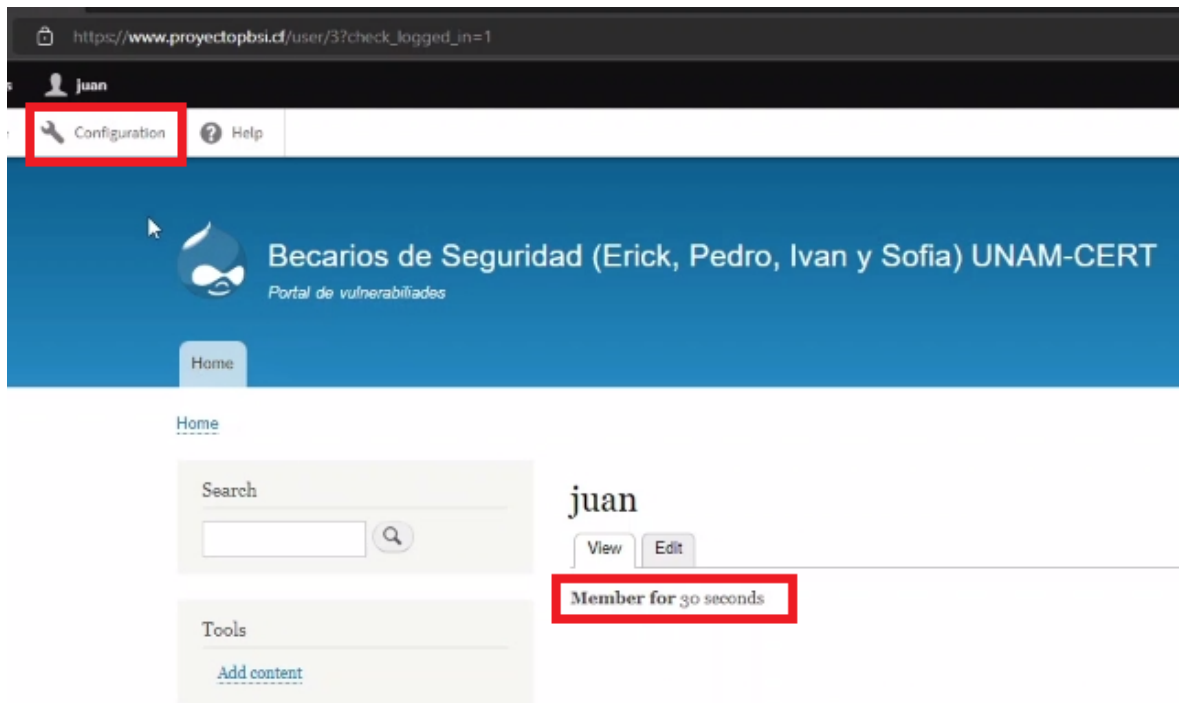 https://www.proyectopbsi.cf/user/3?check_logged_in=1
juan
Configuration
Help
Becarios de Seguridad (Erick, Pedro, Ivan y Sofia) UNAM-CERT
Portal de vulnerabiliades
Home
Home
Search
juan
View Edit
Member for 30 seconds
Tools
Add content